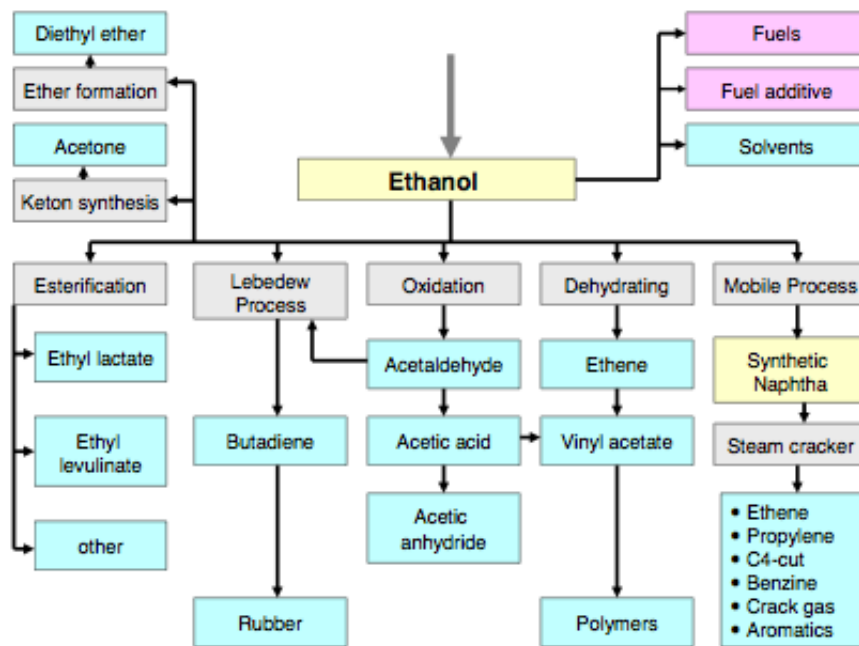 Diethyl ether
Ether formation
Acetone
Keton synthesis
Fuels
Fuel additive
Solvents
Ethanol
Esterification
Lebedew
Process
Oxidation
Dehydrating
Mobile Process
Ethyl lactate
Acetaldehyde
Ethene
Synthetic
Naphtha
Ethyl
levulinate
Butadiene
Acetic acid
Vinyl acetate
Steam cracker
other
Acetic
anhydride
Rubber
Polymers
• Ethene
• Propylene
• C4-cut
• Benzine
• Crack gas
• Aromatics